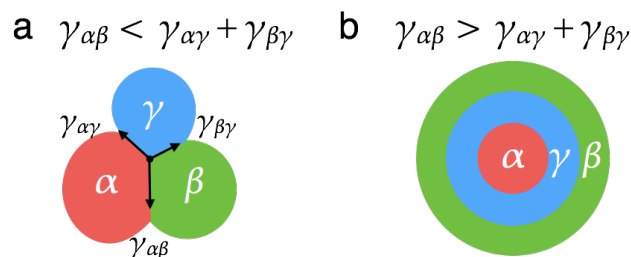 a γαβ < γαγ + γβγ
b γαβ > γαγ + γβγ
γ
γαγ
γβγ
α
β
γαβ
α γ β